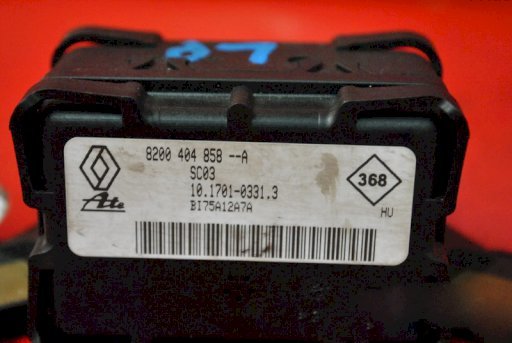 8200 404 858 --A
SC03
10.1701-0331.3
BI75A12A7A
Ate
368
HU